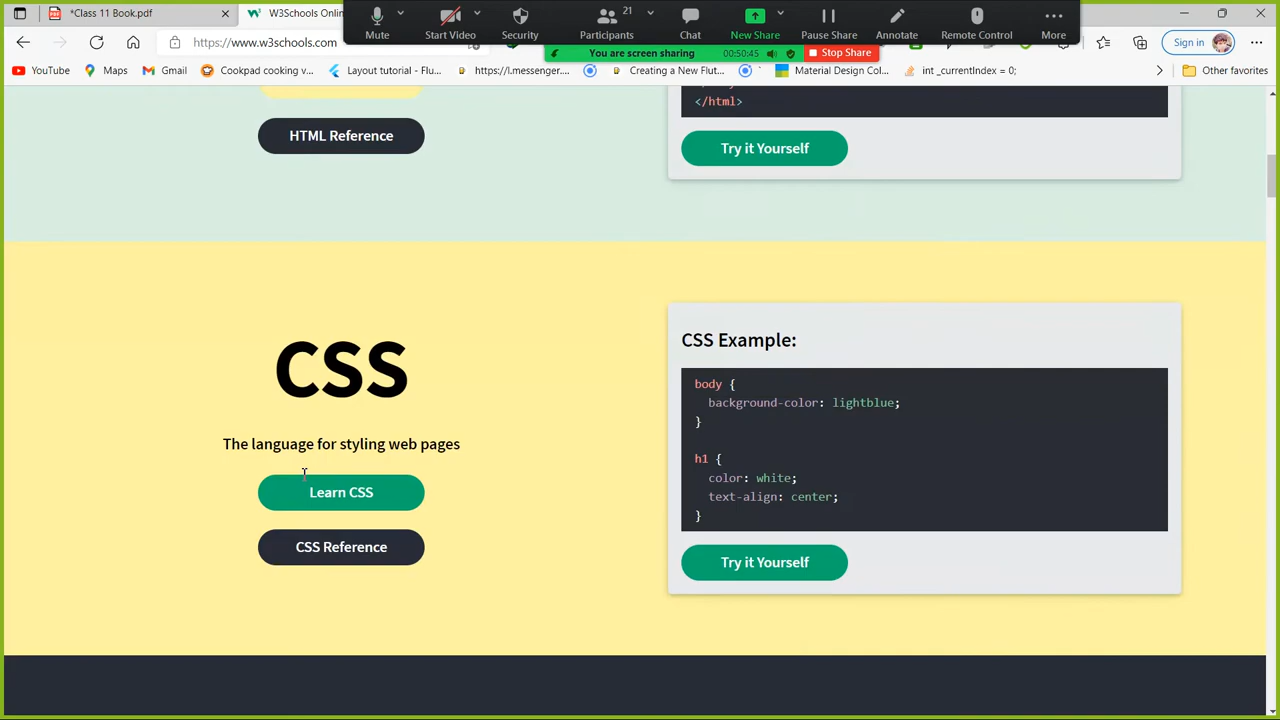 *Class 11 Book.pdf
W3Schools Onlin
Mute
Start Video
Security
21
Participants
Chat
New Share
Pause Share
Annotate
Remote Control
More
You are screen sharing
00:50:45
Stop Share
https://www.w3schools.com
Sign in
YouTube
Maps
Gmail
Cookpad cooking v...
Layout tutorial - Flu...
https://l.messenger...
Creating a New Flut...
Material Design Col...
int _currentIndex = 0;
Other favorites
</html>
HTML Reference
Try it Yourself
CSS
The language for styling web pages
Learn CSS
CSS Reference
CSS Example:
body {
background-color: lightblue;
}
h1 {
color: white;
text-align: center;
}
Try it Yourself